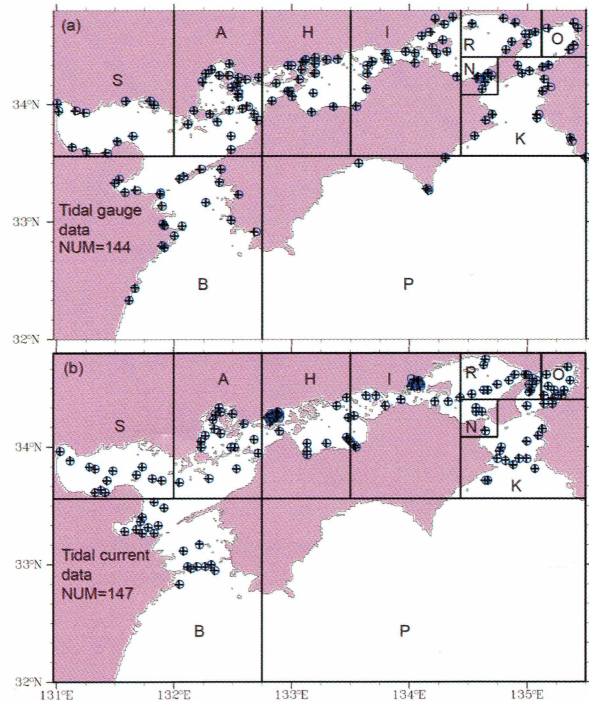 (a)
A
H
I
R
O
N
S
K
34°N
33°N
Tidal gauge
data
NUM=144
B
P
32°N
(b)
A
H
I
R
O
N
S
K
34°N
33°N
Tidal current
data
NUM=147
B
P
32°N
131°E
132°E
133°E
134°E
135°E